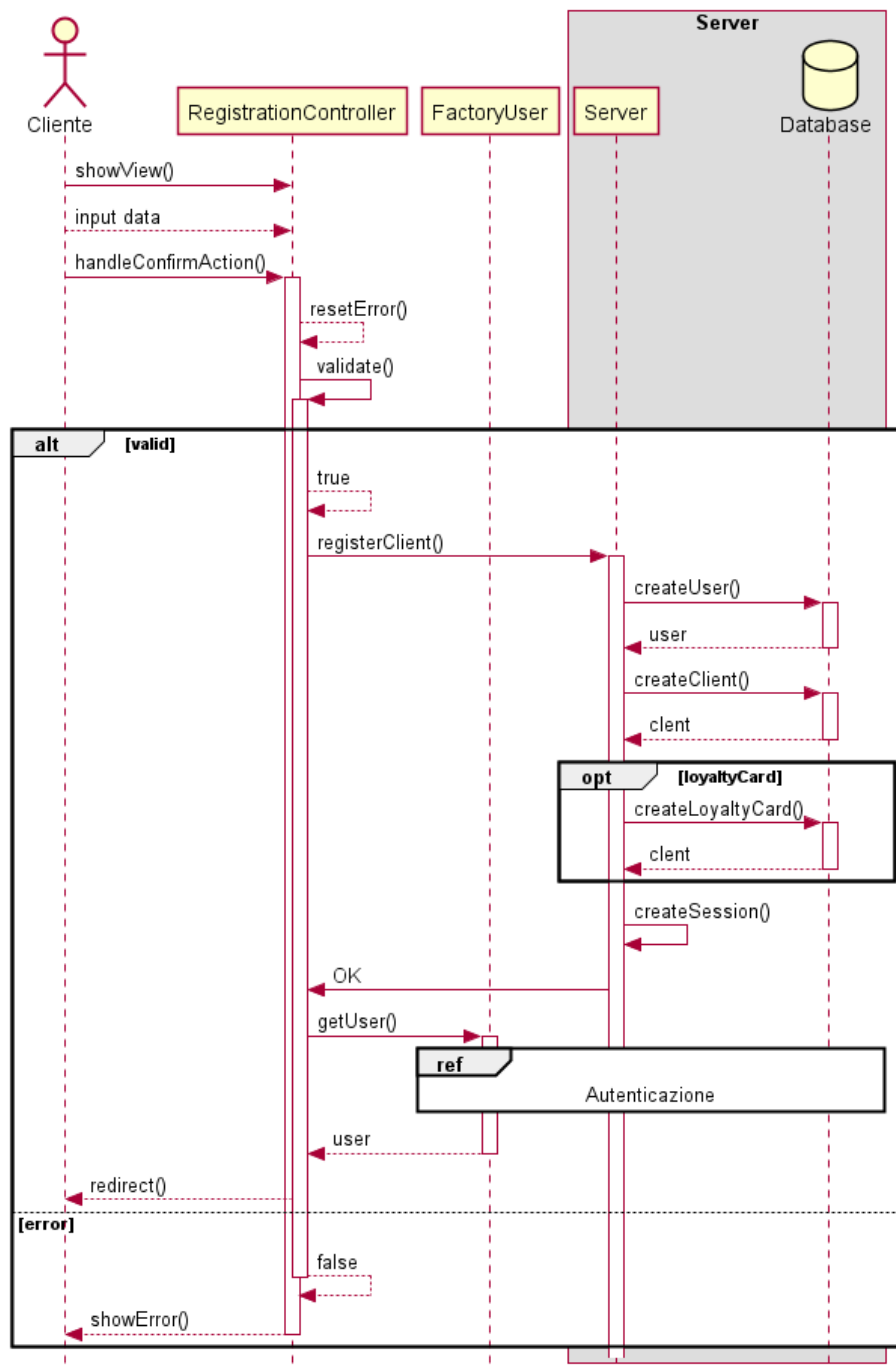 Server
Cliente
RegistrationController
FactoryUser
Server
Database
showView()
input data
handleConfirmAction()
resetError()
validate()
alt
[valid]
true
registerClient()
createUser()
user
createClient()
clent
opt
[loyaltyCard]
createLoyaltyCard()
clent
createSession()
OK
getUser()
ref
Autenticazione
user
redirect()
[error]
false
showError()